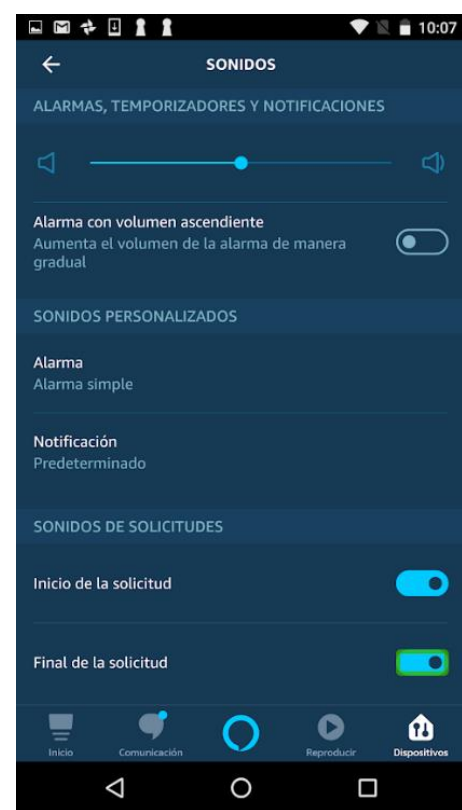 10:07
SONIDOS
ALARMAS, TEMPORIZADORES Y NOTIFICACIONES
Alarma con volumen ascendiente
Aumenta el volumen de la alarma de manera
gradual
SONIDOS PERSONALIZADOS
Alarma
Alarma simple
Notificación
Predeterminado
SONIDOS DE SOLICITUDES
Inicio de la solicitud
Final de la solicitud
Inicio
Comunicación
Reproducir
Dispositivos